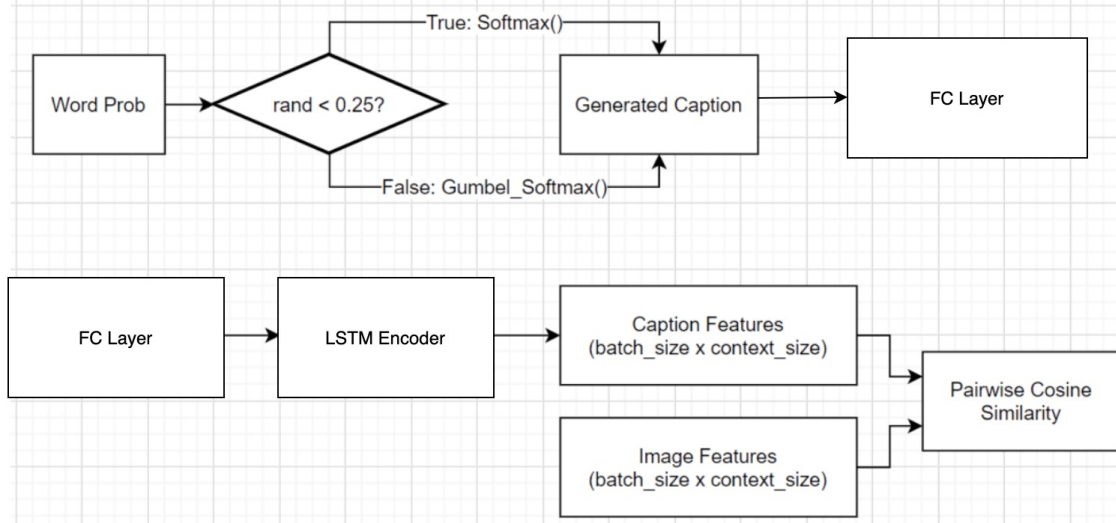 True: Softmax()
Word Prob
rand < 0.25?
Generated Caption
FC Layer
False: Gumbel_Softmax()
FC Layer
LSTM Encoder
Caption Features
(batch_size x context_size)
Pairwise Cosine
Similarity
Image Features
(batch_size x context_size)